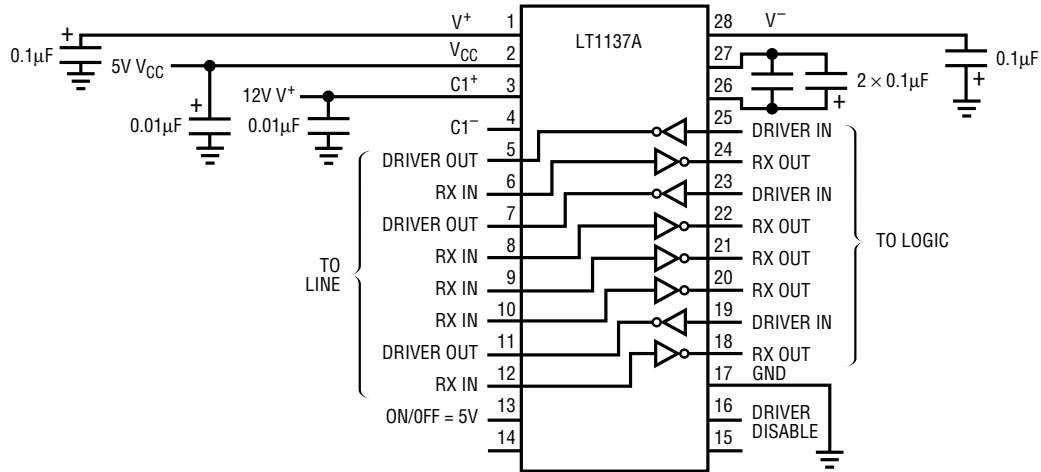 LT1137A
V+ 1
0.1µF +
5V VCC
VCC 2
C1+ 3
12V V+
+ 0.01µF
0.01µF
C1– 4
DRIVER OUT 5
RX IN 6
DRIVER OUT 7
RX IN 8
RX IN 9
RX IN 10
DRIVER OUT 11
RX IN 12
ON/0FF = 5V 13
14
TO
LINE
28 V–
0.1µF +
27
26
2 × 0.1µF +
25 DRIVER IN
24 RX OUT
23 DRIVER IN
22 RX OUT
21 RX OUT
20 RX OUT
19 DRIVER IN
18 RX OUT
17 GND
16 DRIVER
DISABLE
15
TO LOGIC